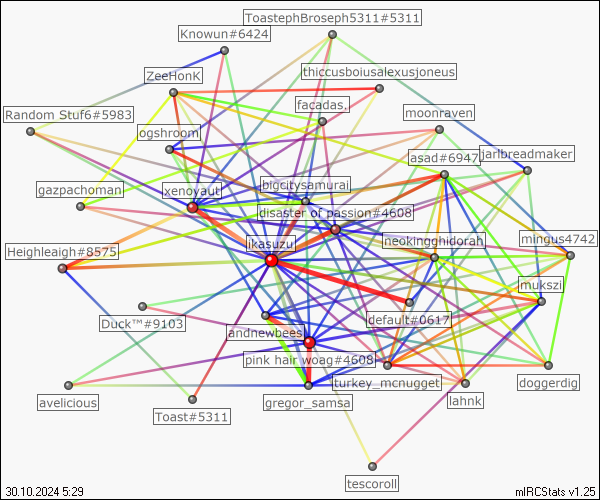 ToastephBroseph5311#5311
Knowun#6424
ZeeHonK
thiccusboiusalexusjoneus
façadas,
Random Stuf6#5983
moonraven
ogshroom
asad#6947
jarlbreadmaker
gazpachoman
xenoyaut
bigcitysamurai
disaster of passion#4608
likasuzu
neokingghidorah
mingus4742
Heighleaigh#8575
mukszi
Duck™#9103
default#0617
andnewbees
pink hair woag#4608
turkey_mcnugget
doggerdig
avelicious
Toast#5311
gregor_samsa
lahnk
tescoroll
30.10.2024 5:29
mIRCStats v1.25